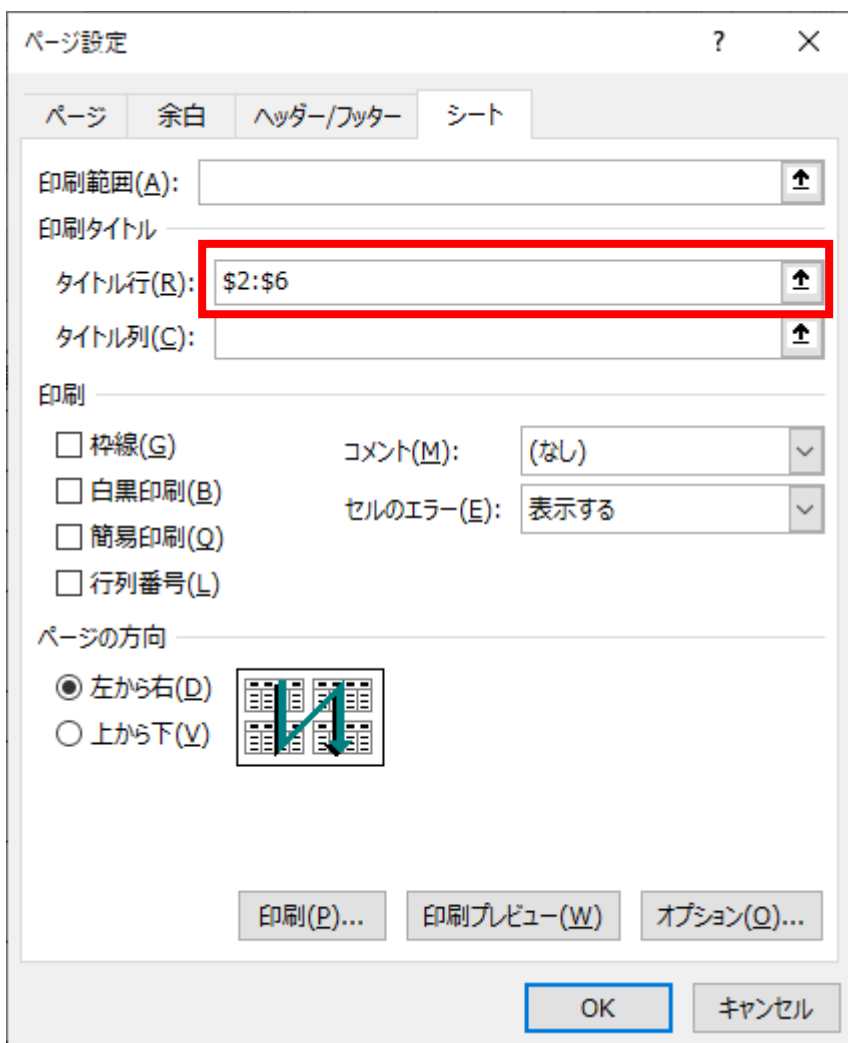 ページ設定 ?
ページ 余白 ヘッダー/フッター シート
印刷範囲(A):
印刷タイトル
タイトル行(R): $2:$6
タイトル列(C):
印刷
枠線(G) コメント(M): (なし)
白黒印刷(B)
セルのエラー(E): 表示する
簡易印刷(Q)
行列番号(L)
ページの方向
左から右(D)
上から下(V)
印刷(P)... 印刷プレビュー(W) オプション(O)...
OK キャンセル